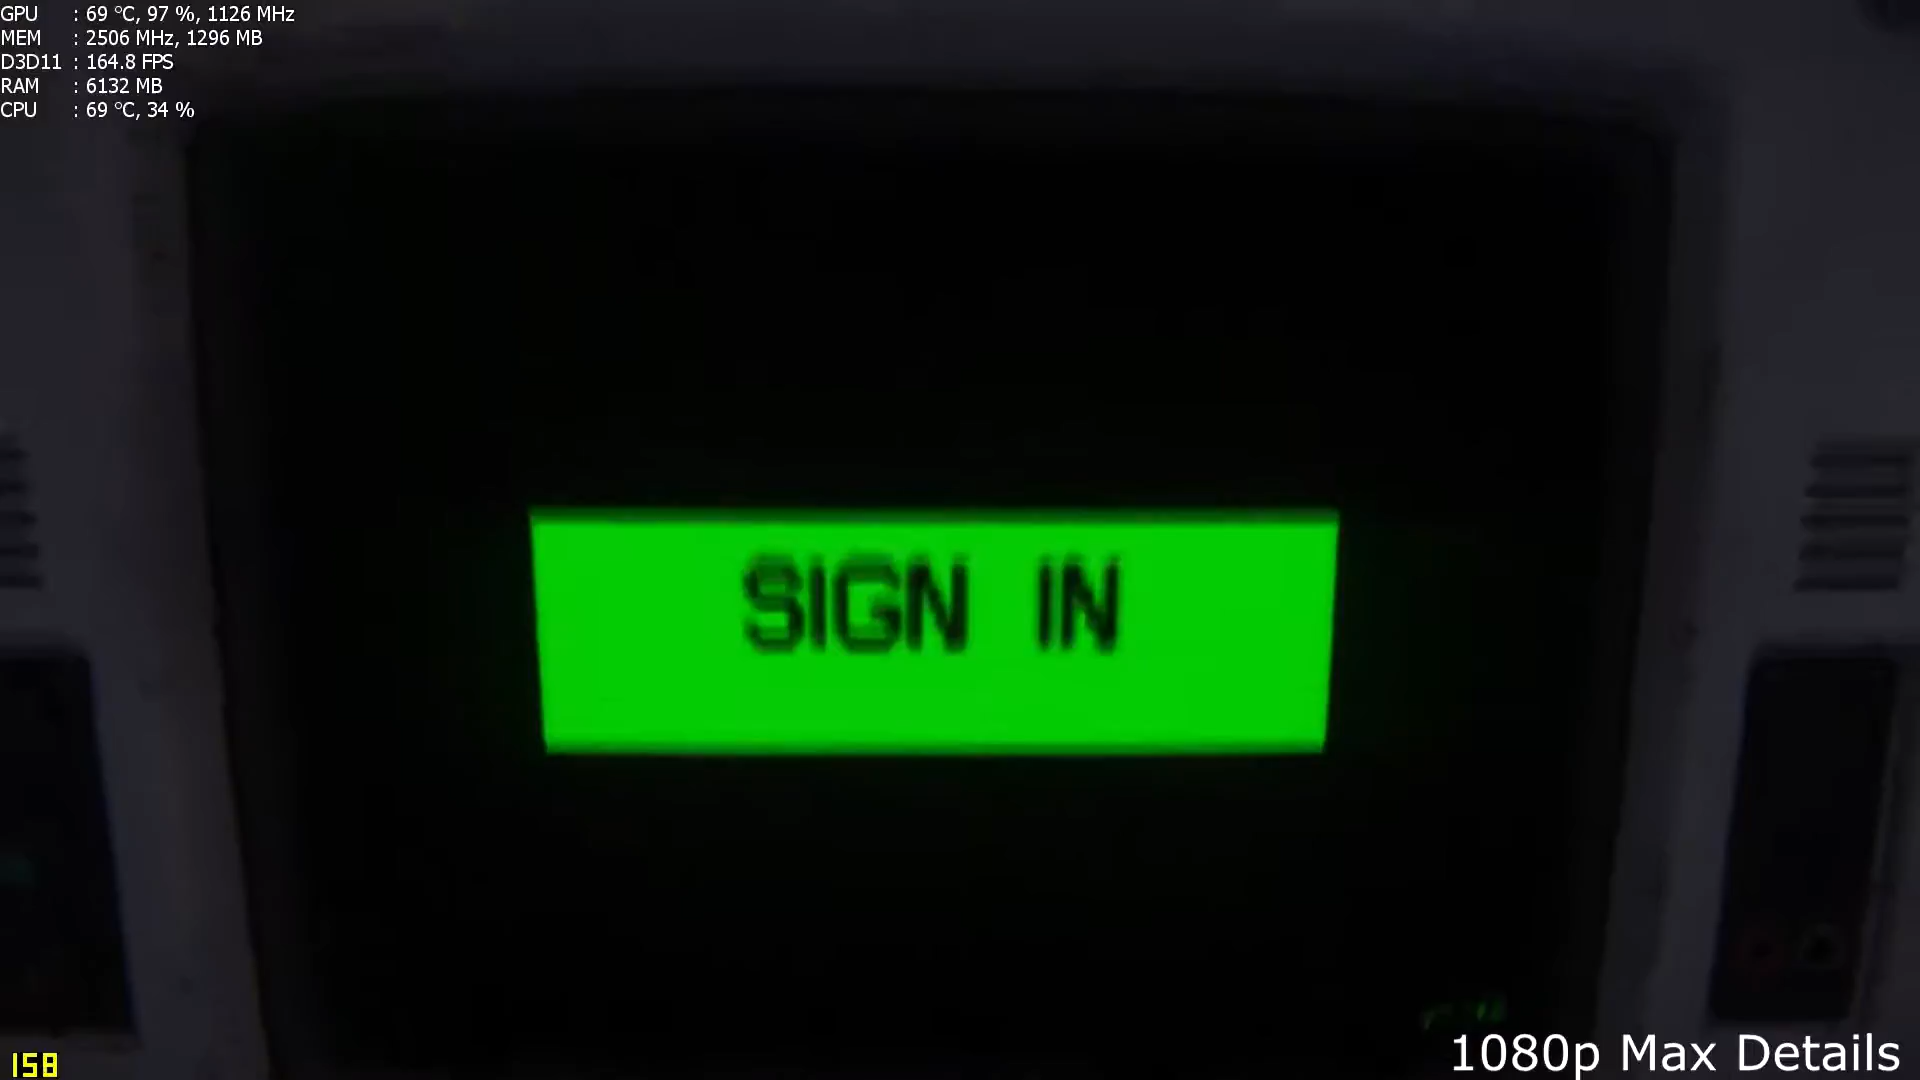 GPU : 69 °C, 97 %, 1126 MHz
MEM : 2506 MHz, 1296 MB
D3D11 : 164.8 FPS
RAM : 6132 MB
CPU : 69 °C, 34 %
SIGN IN
158
1080p Max Details